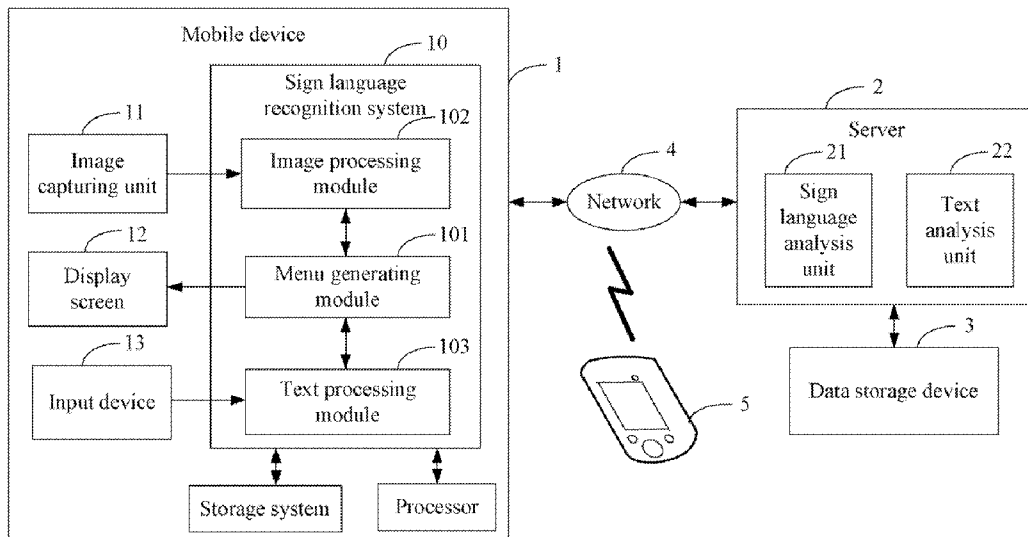 Mobile device
10
1
Sign language
recognition system
11
102
Image
capturing unit
Image processing
module
12
101
Display
screen
Menu generating
module
13
103
Input device
Text processing
module
Storage system
Processor
4
Network
5
2
Server
21
22
Sign
language
analysis
unit
Text
analysis
unit
3
Data storage device